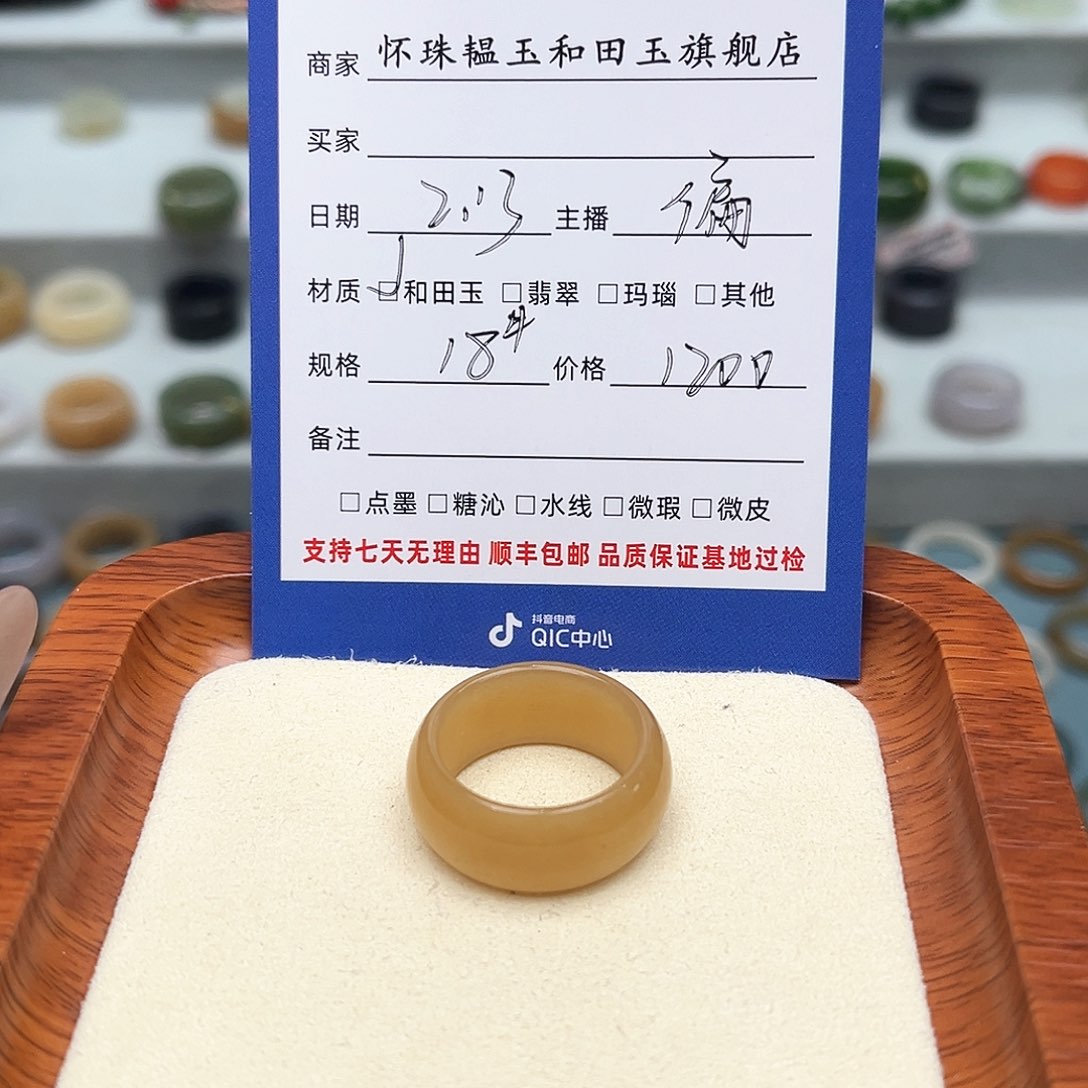 商家 怀珠韫玉和田玉旗舰店
买家
日期 2.3 主播 偏
材质 ☑和田玉 □翡翠 □玛瑙 □其他
规格 18# 价格 1200
备注
□点墨 □糖沁 □水线 □微瑕 □微皮
支持七天无理由 顺丰包邮 品质保证基地过检
抖音电商
QIC中心